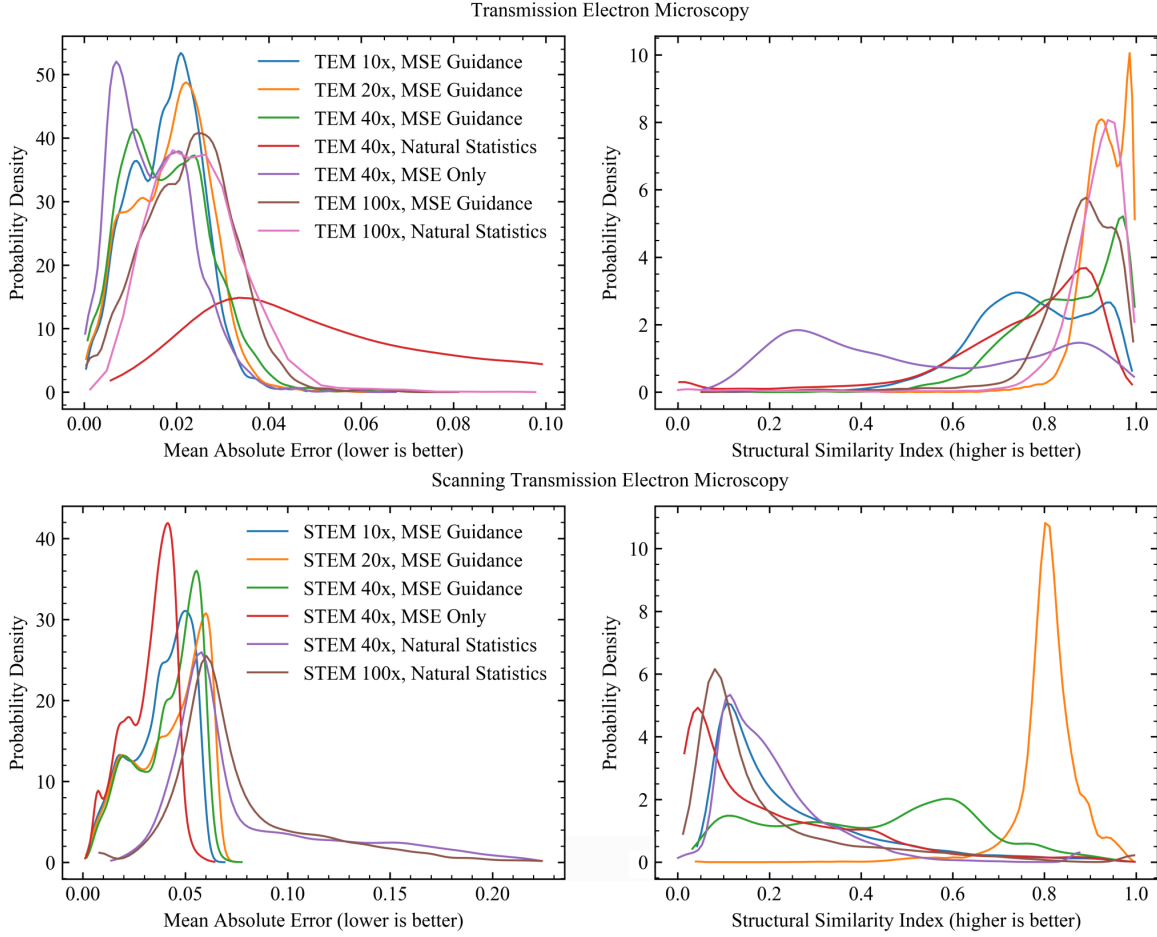 Transmission Electron Microscopy
Probability Density
0
10
20
30
40
50
TEM 10x, MSE Guidance
TEM 20x, MSE Guidance
TEM 40x, MSE Guidance
TEM 40x, Natural Statistics
TEM 40x, MSE Only
TEM 100x, MSE Guidance
TEM 100x, Natural Statistics
0.00 0.02 0.04 0.06 0.08 0.10
Mean Absolute Error (lower is better)
Probability Density
10
8
6
4
2
0
0.0 0.2 0.4 0.6 0.8 1.0
Structural Similarity Index (higher is better)
Scanning Transmission Electron Microscopy
Probability Density
40
30
20
10
0
STEM 10x, MSE Guidance
STEM 20x, MSE Guidance
STEM 40x, MSE Guidance
STEM 40x, MSE Only
STEM 40x, Natural Statistics
STEM 100x, Natural Statistics
0.00 0.05 0.10 0.15 0.20
Mean Absolute Error (lower is better)
Probability Density
10
8
6
4
2
0
0.0 0.2 0.4 0.6 0.8 1.0
Structural Similarity Index (higher is better)